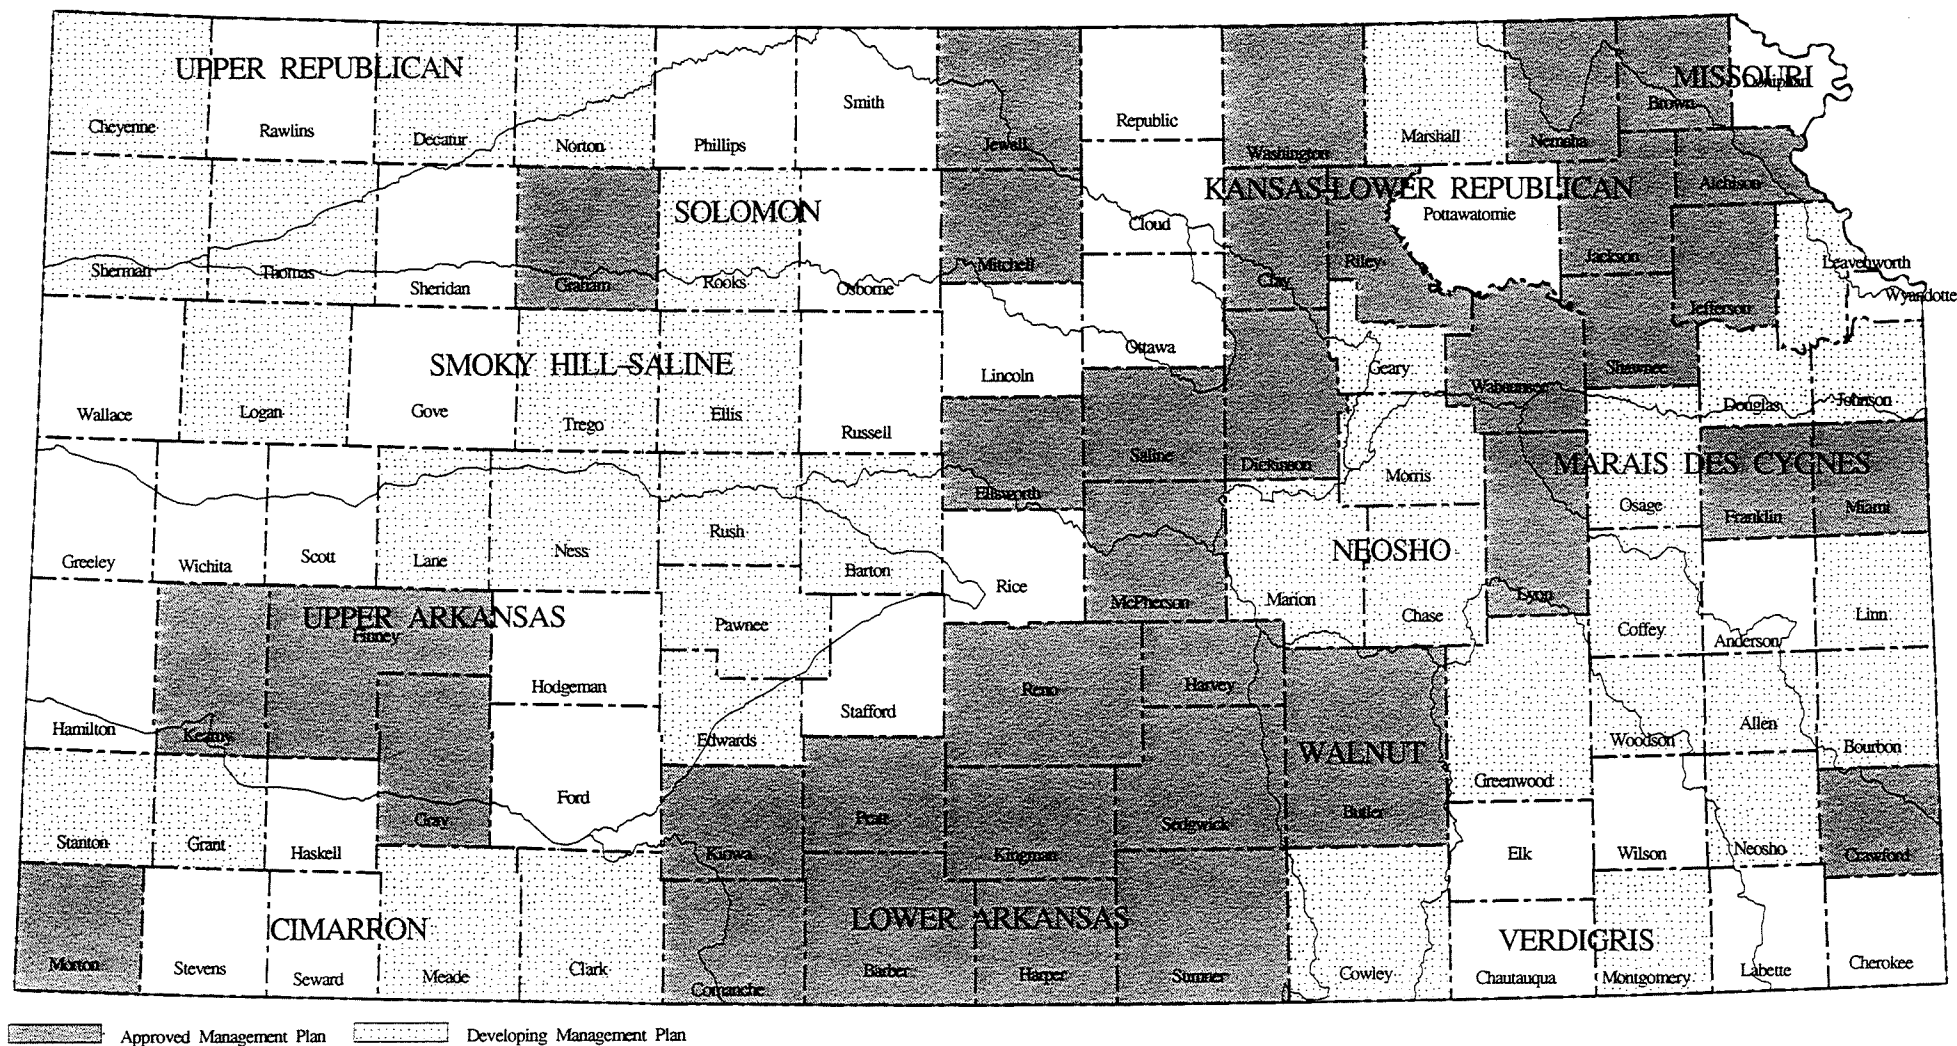 UPPER REPUBLICAN
MISSOURI
Cheyenne
Rawlins
Decatur
Norton
Phillips
Smith
Jewell
Republic
Washington
Marshall
Nemaha
Brown
KANSAS-LOWER REPUBLICAN
SOLOMON
Sherman
Thomas
Sheridan
Graham
Rooks
Osborne
Mitchell
Cloud
Clay
Riley
Pottawatomie
Jackson
Atchison
Jefferson
Leavenworth
Wyandotte
SMOKY HILL-SALINE
Wallace
Logan
Gove
Trego
Ellis
Russell
Lincoln
Ottawa
Geary
Wabaunsee
Shawnee
Douglas
Johnson
Ellsworth
Saline
Dickinson
Morris
MARAIS DES CYGNES
Osage
Franklin
Miami
Greeley
Wichita
Scott
Lane
Ness
Rush
Barton
Rice
McPherson
NEOSHO
Marion
Chase
Lyon
Coffey
Anderson
Linn
UPPER ARKANSAS
Finney
Pawnee
Hamilton
Kearny
Hodgeman
Edwards
Stafford
Reno
Harvey
WALNUT
Butler
Greenwood
Woodson
Allen
Bourbon
Stanton
Grant
Haskell
Gray
Ford
Kiowa
Pratt
Kingman
Sedgwick
Elk
Wilson
Neosho
Crawford
CIMARRON
LOWER ARKANSAS
VERDIGRIS
Morton
Stevens
Seward
Meade
Clark
Comanche
Barber
Harper
Sumner
Cowley
Chautauqua
Montgomery
Labette
Cherokee
Approved Management Plan
Developing Management Plan